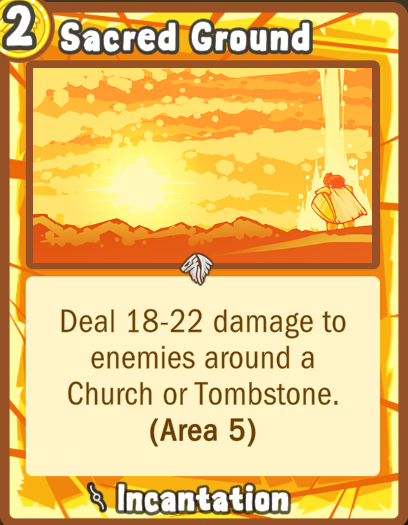 2
Sacred Ground
Deal 18-22 damage to
enemies around a
Church or Tombstone.
(Area 5)
Incantation